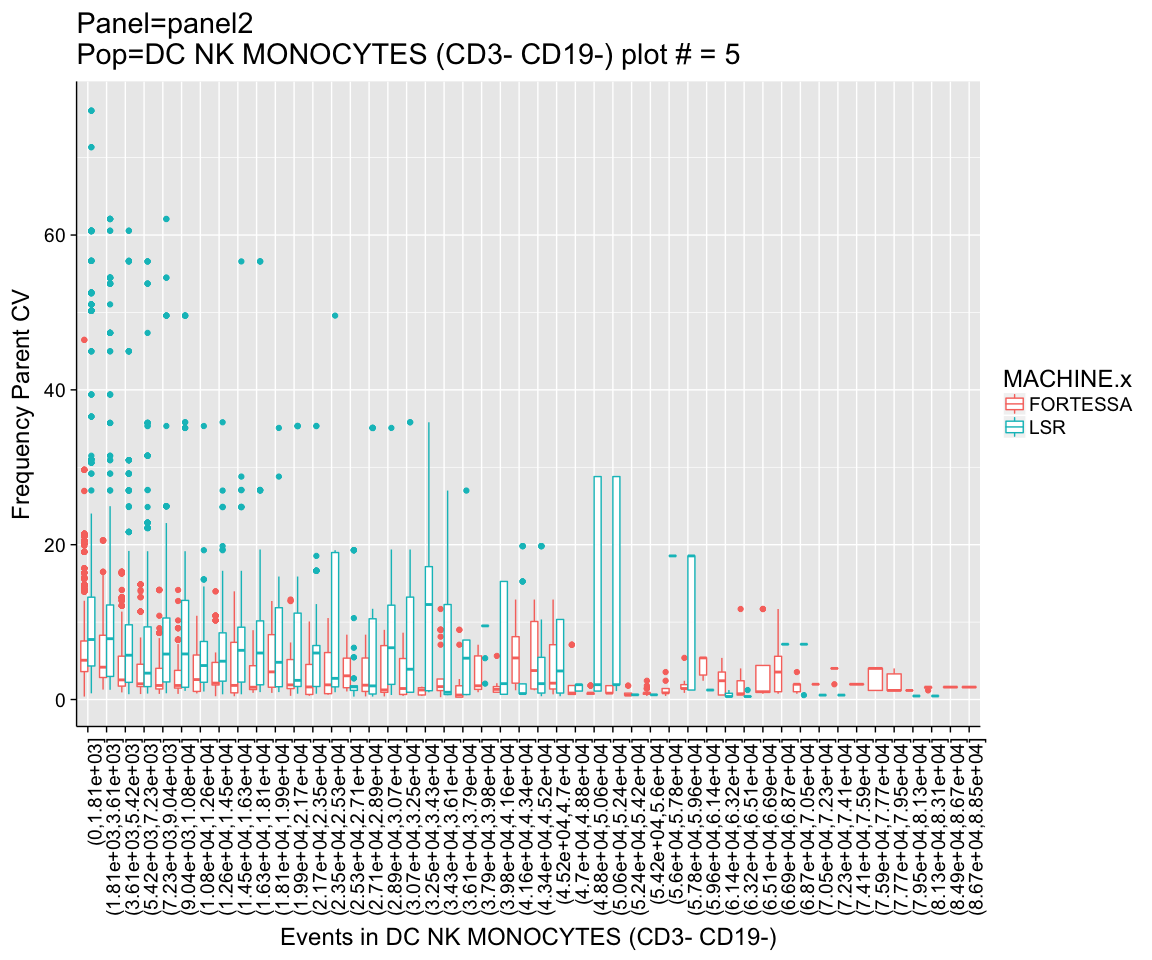 Panel=panel2
Pop=DC NK MONOCYTES (CD3- CD19-) plot # = 5
Frequency Parent CV
60
40
20
0
(0,1.81e+03]
(1.81e+03,3.61e+03]
(3.61e+03,5.42e+03]
(5.42e+03,7.23e+03]
(7.23e+03,9.04e+03]
(9.04e+03,1.08e+04]
(1.08e+04,1.26e+04]
(1.26e+04,1.45e+04]
(1.45e+04,1.63e+04]
(1.63e+04,1.81e+04]
(1.81e+04,1.99e+04]
(1.99e+04,2.17e+04]
(2.17e+04,2.35e+04]
(2.35e+04,2.53e+04]
(2.53e+04,2.71e+04]
(2.71e+04,2.89e+04]
(2.89e+04,3.07e+04]
(3.07e+04,3.25e+04]
(3.25e+04,3.43e+04]
(3.43e+04,3.61e+04]
(3.61e+04,3.79e+04]
(3.79e+04,3.98e+04]
(3.98e+04,4.16e+04]
(4.16e+04,4.34e+04]
(4.34e+04,4.52e+04]
(4.52e+04,4.7e+04]
(4.7e+04,4.88e+04]
(4.88e+04,5.06e+04]
(5.06e+04,5.24e+04]
(5.24e+04,5.42e+04]
(5.42e+04,5.6e+04]
(5.6e+04,5.78e+04]
(5.78e+04,5.96e+04]
(5.96e+04,6.14e+04]
(6.14e+04,6.32e+04]
(6.32e+04,6.51e+04]
(6.51e+04,6.69e+04]
(6.69e+04,6.87e+04]
(6.87e+04,7.05e+04]
(7.05e+04,7.23e+04]
(7.23e+04,7.41e+04]
(7.41e+04,7.59e+04]
(7.59e+04,7.77e+04]
(7.77e+04,7.95e+04]
(7.95e+04,8.13e+04]
(8.13e+04,8.31e+04]
(8.49e+04,8.67e+04]
(8.67e+04,8.85e+04]
Events in DC NK MONOCYTES (CD3- CD19-)
MACHINE.x
FORTESSA
LSR